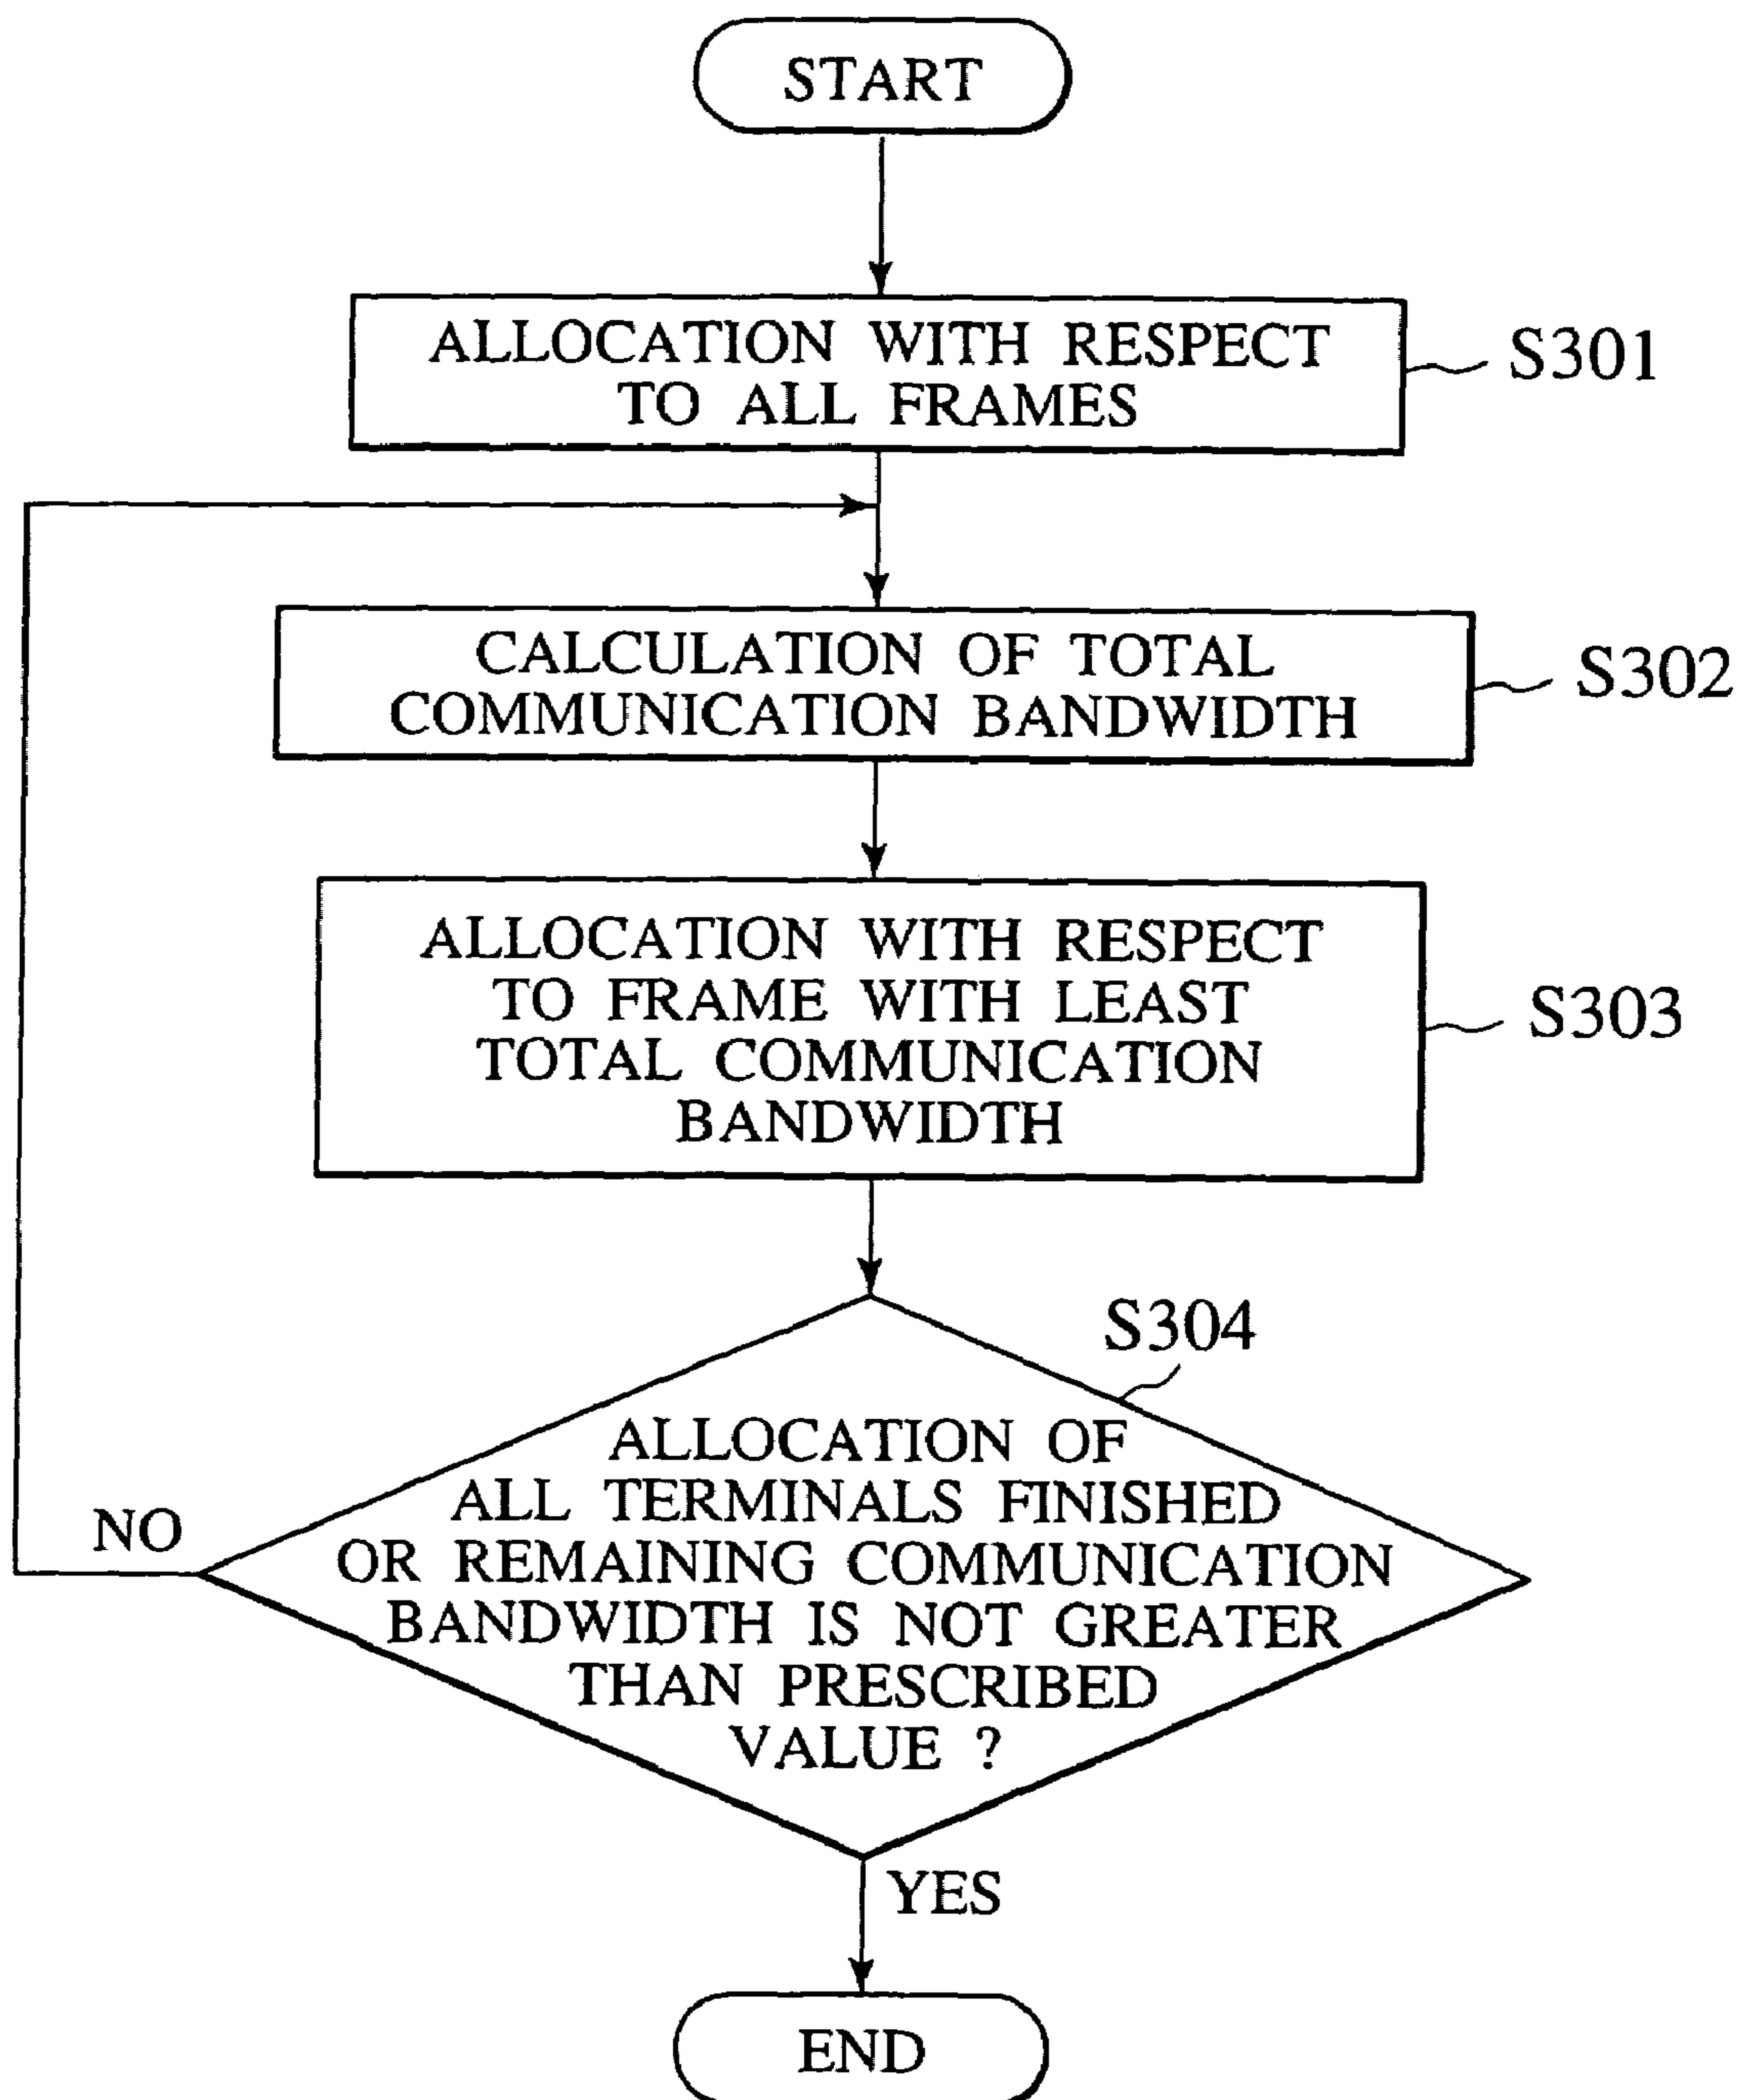 START
ALLOCATION WITH RESPECT
TO ALL FRAMES
S301
CALCULATION OF TOTAL
COMMUNICATION BANDWIDTH
S302
ALLOCATION WITH RESPECT
TO FRAME WITH LEAST
TOTAL COMMUNICATION
BANDWIDTH
S303
S304
ALLOCATION OF
ALL TERMINALS FINISHED
OR REMAINING COMMUNICATION
BANDWIDTH IS NOT GREATER
THAN PRESCRIBED
VALUE ?
NO
YES
END